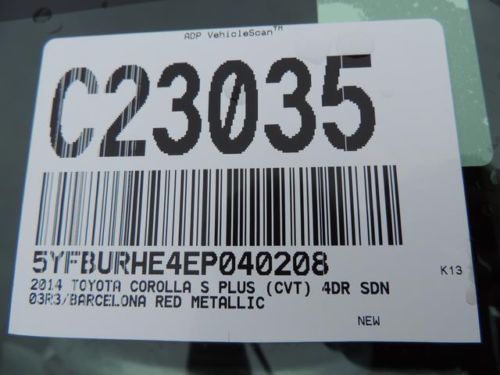 ADP VehicleScan™
C23035
5YFBURHE4EP040208
K13
2014 TOYOTA COROLLA S PLUS (CVT) 4DR SDN
03R3/BARCELONA RED METALLIC
NEW